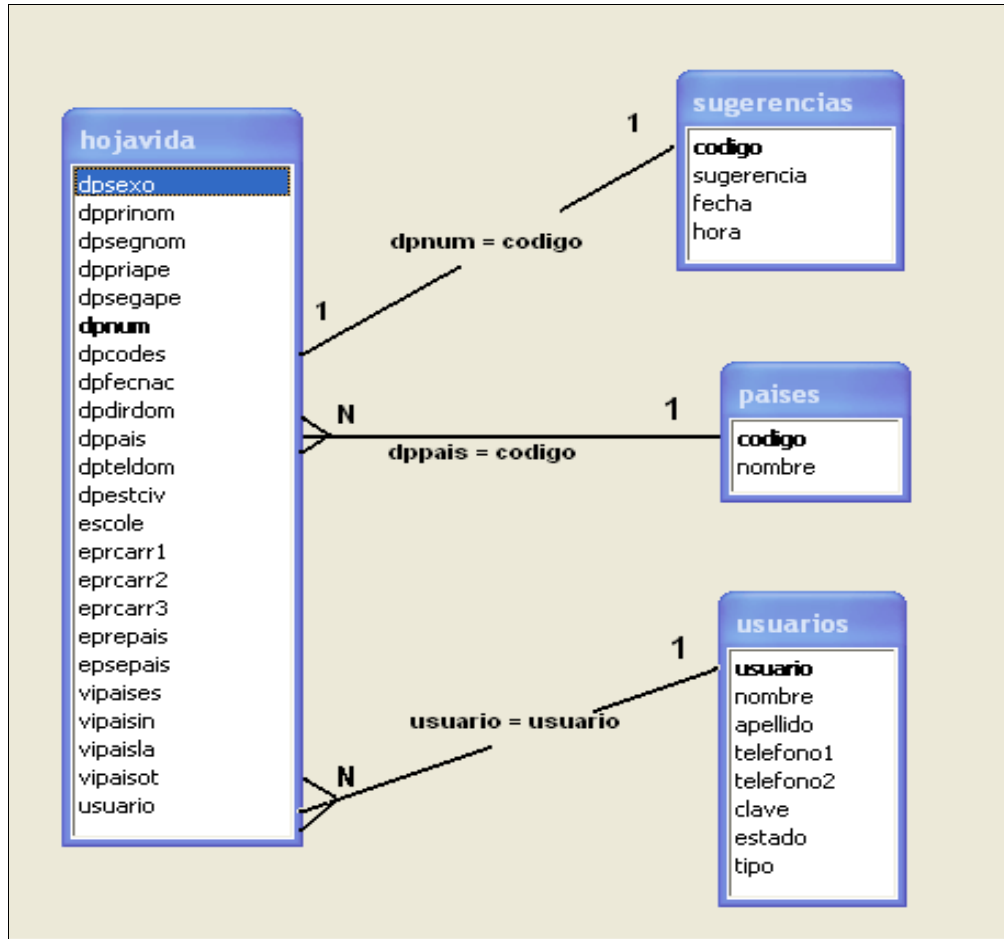 hojavida
dpsexo
dpprinom
dpsegnom
dppriape
dpsegape
dpnum
dpcodes
dpfecnac
dpdirdom
dppais
dpteldom
dpestciv
escole
eprcarr1
eprcarr2
eprcarr3
eprepais
epsepais
vipaises
vipaisin
vipaisla
vipaisot
usuario
1
dpnum = codigo
1
sugerencias
codigo
sugerencia
fecha
hora
N
1
dppais = codigo
paises
codigo
nombre
1
usuario = usuario
N
usuarios
usuario
nombre
apellido
telefono1
telefono2
clave
estado
tipo